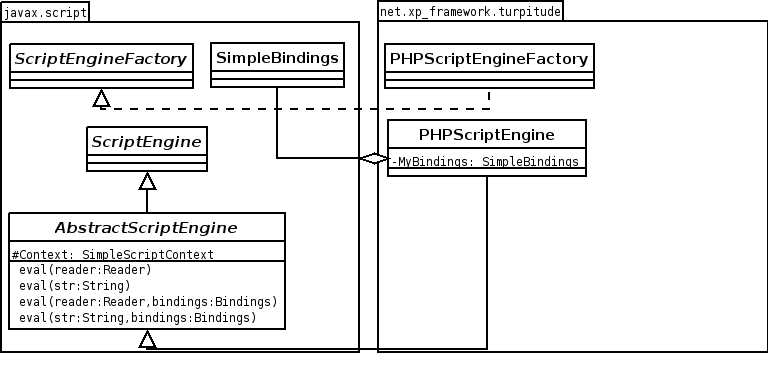 javax.script
ScriptEngineFactory
SimpleBindings
ScriptEngine
AbstractScriptEngine
#Context: SimpleScriptContext
eval(reader:Reader)
eval(str:String)
eval(reader:Reader,bindings:Bindings)
eval(str:String,bindings:Bindings)
net.xp_framework.turpitude
PHPScriptEngineFactory
PHPScriptEngine
-MyBindings: SimpleBindings